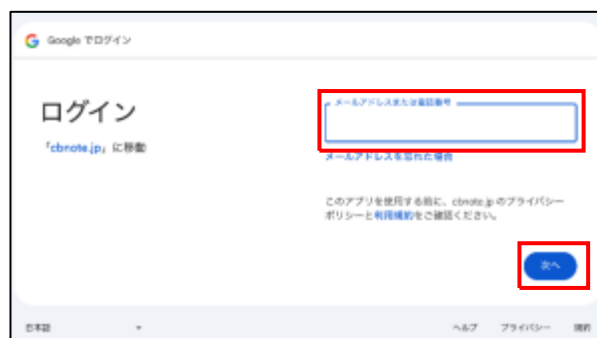 Google でログイン
ログイン
「cbnote.jp」に移動
メールアドレスまたは電話番号
メールアドレスを忘れた場合
このアプリを使用する前に、cbnote.jp のプライバシー
ポリシーと利用規約をご確認ください。
次へ
日本語
ヘルプ プライバシー 規約